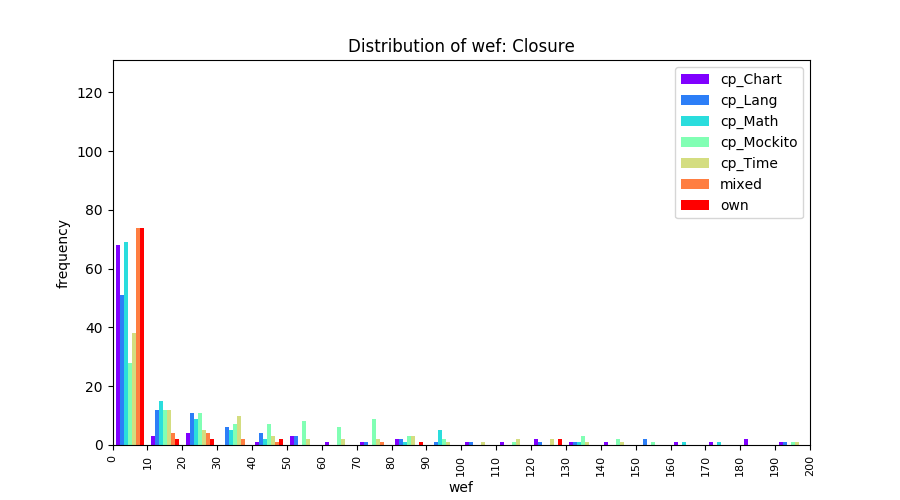 Distribution of wef: Closure
120
100
80
60
40
20
0
frequency
cp_Chart
cp_Lang
cp_Math
cp_Mockito
cp_Time
mixed
own
0 10 20 30 40 50 60 70 80 90 100 110 120 130 140 150 160 170 180 190 200
wef